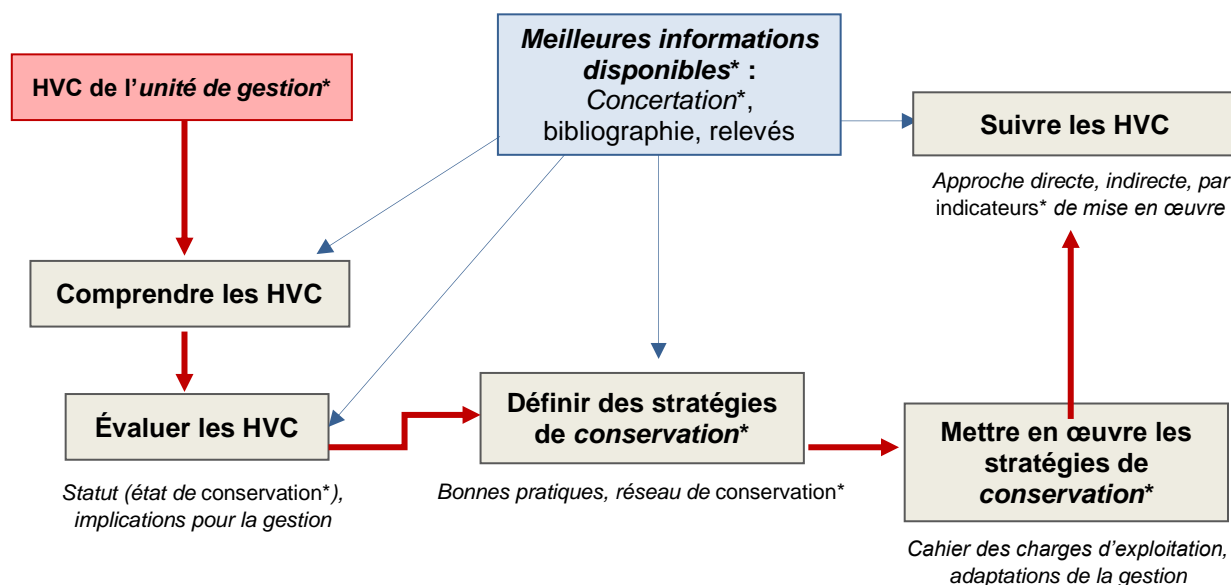 HVC de l'unité de gestion*
Meilleures informations
disponibles* :
Concertation*,
bibliographie, relevés
Suivre les HVC
Approche directe, indirecte, par
indicateurs* de mise en œuvre
Comprendre les HVC
Évaluer les HVC
Statut (état de conservation*),
implications pour la gestion
Définir des stratégies
de conservation*
Bonnes pratiques, réseau de conservation*
Mettre en œuvre les
stratégies de
conservation*
Cahier des charges d'exploitation,
adaptations de la gestion